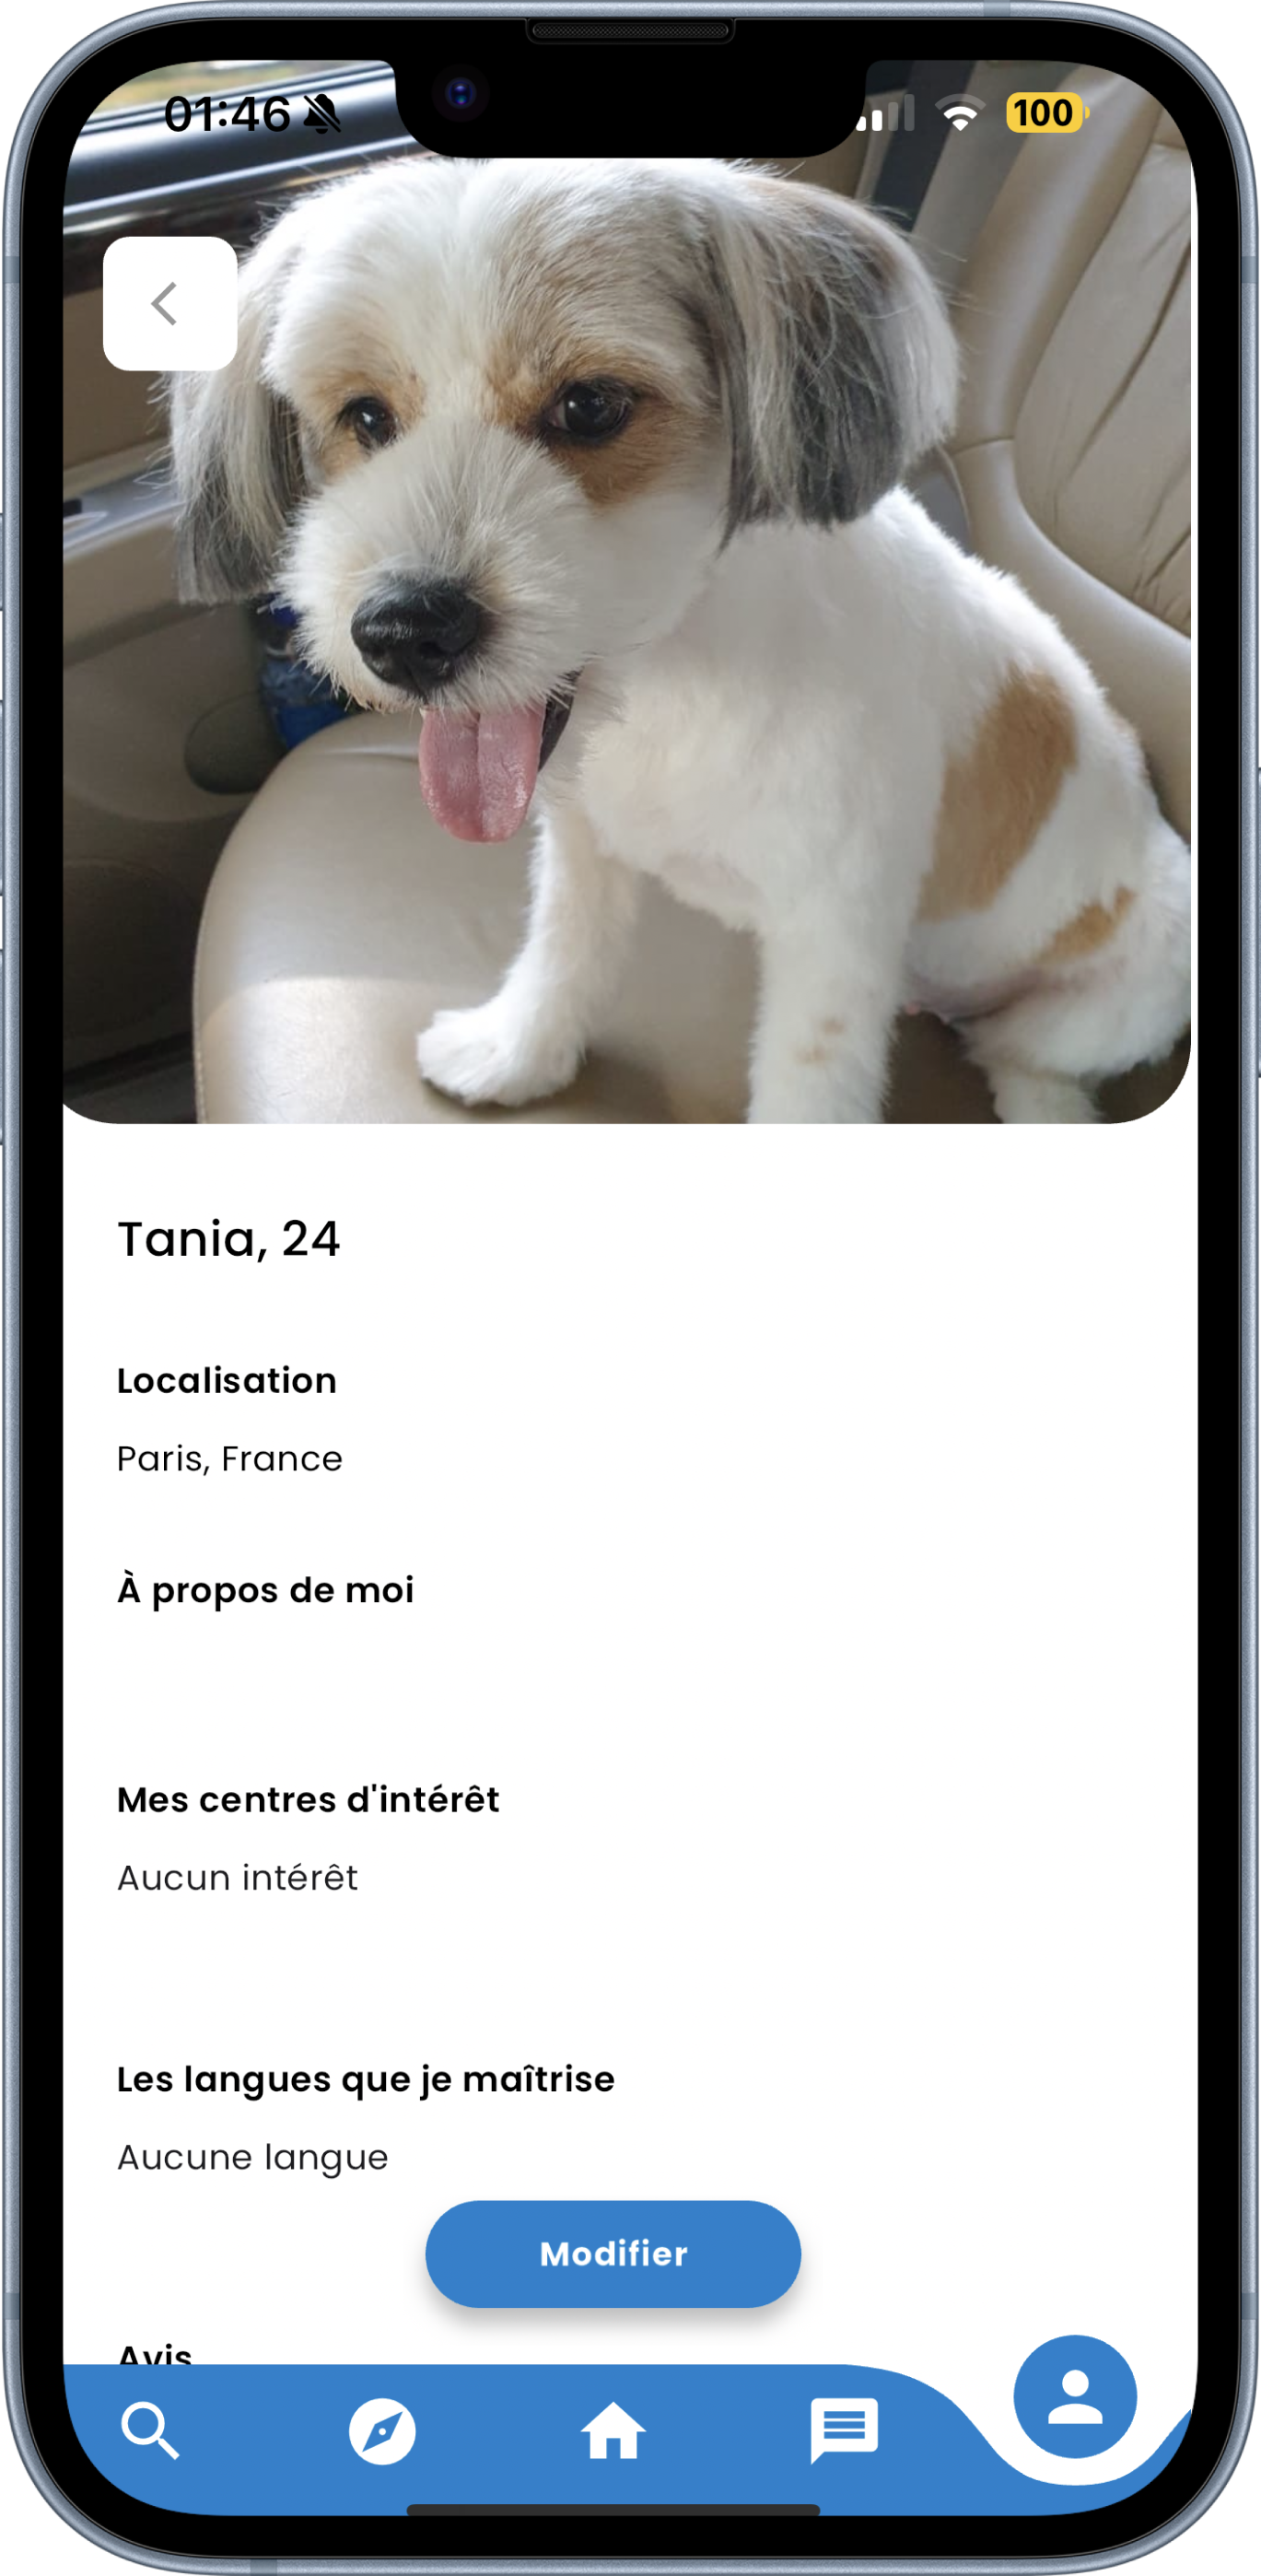 01:46
100
Tania, 24
Localisation
Paris, France
À propos de moi
Mes centres d'intérêt
Aucun intérêt
Les langues que je maîtrise
Aucune langue
Modifier
Avis